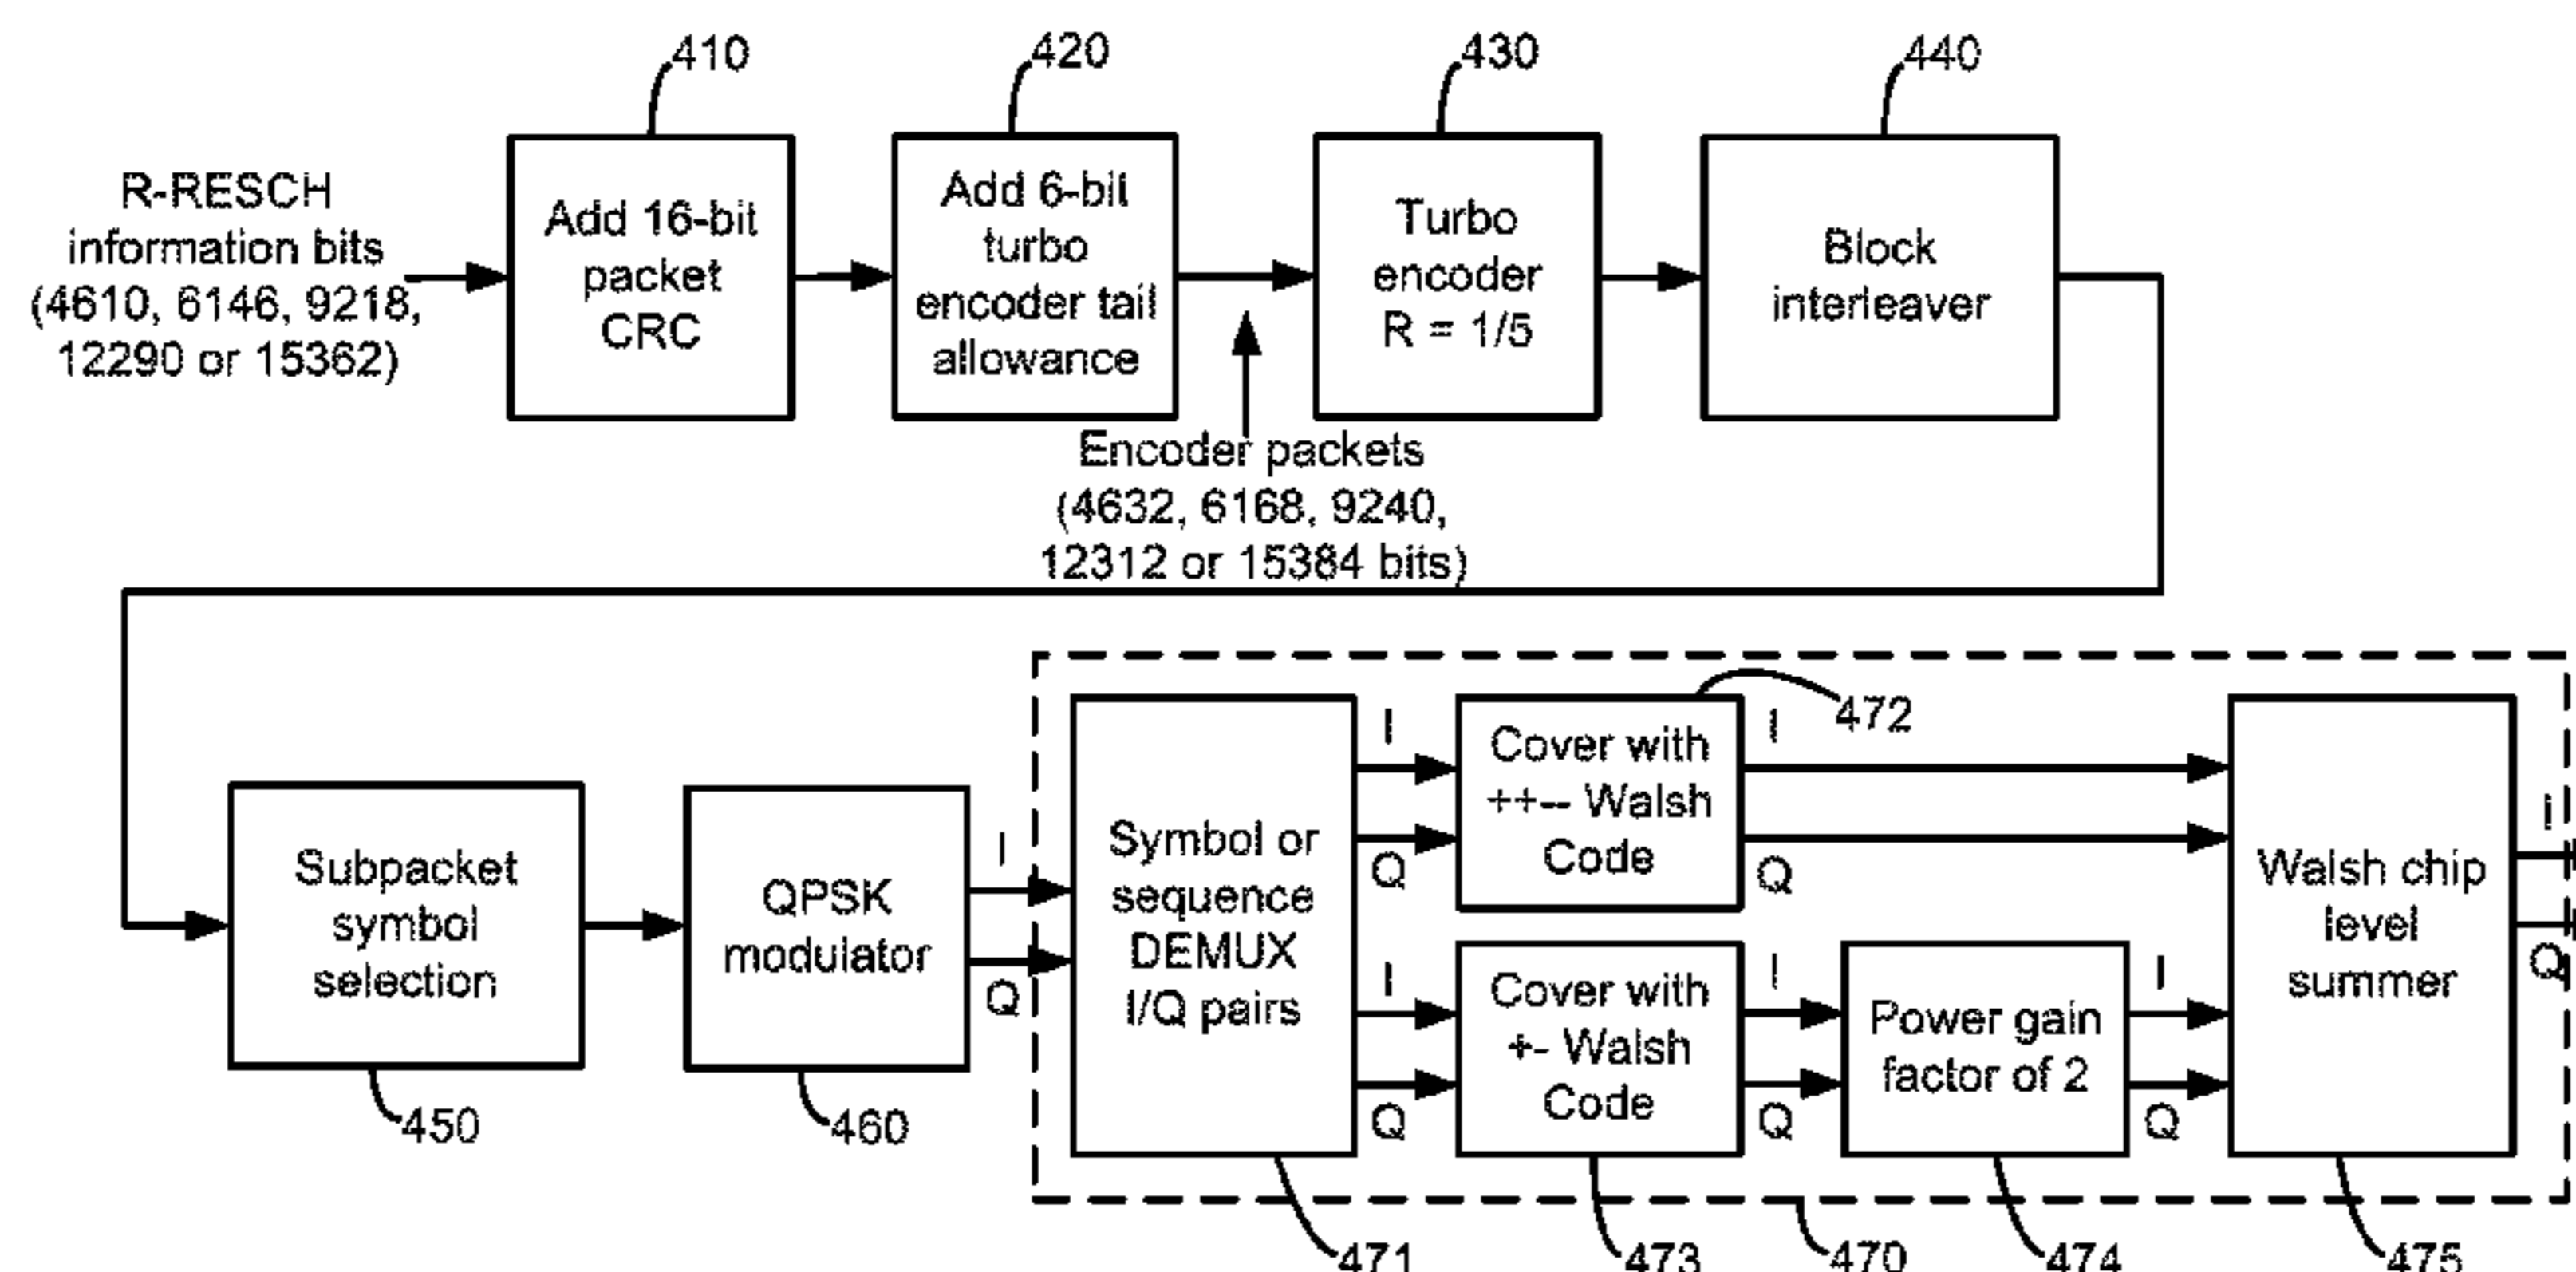 410
420
430
440
R-RESCH
information bits
(4610, 6146, 9218,
12290 or 15362)
Add 16-bit
packet
CRC
Add 6-bit
turbo
encoder tail
allowance
Turbo
encoder
R = 1/5
Block
interleaver
Encoder packets
(4632, 6168, 9240,
12312 or 15384 bits)
Subpacket
symbol
selection
450
QPSK
modulator
460
I
Q
Symbol or
sequence
DEMUX
I/Q pairs
471
I
Q
I
Q
Cover with
++-- Walsh
Code
472
I
Q
Cover with
+- Walsh
Code
473
I
Q
470
Power gain
factor of 2
474
I
Q
Walsh chip
level
summer
475
I
Q